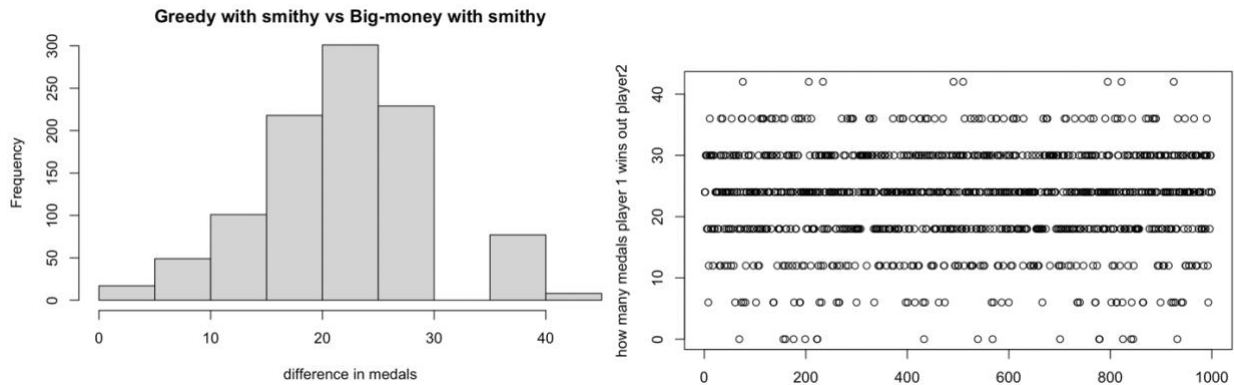 Greedy with smithy vs Big-money with smithy
Frequency
300
250
200
150
100
50
0
0 10 20 30 40
difference in medals
how many medals player 1 wins out player2
40
30
20
10
0
0 200 400 600 800 1000